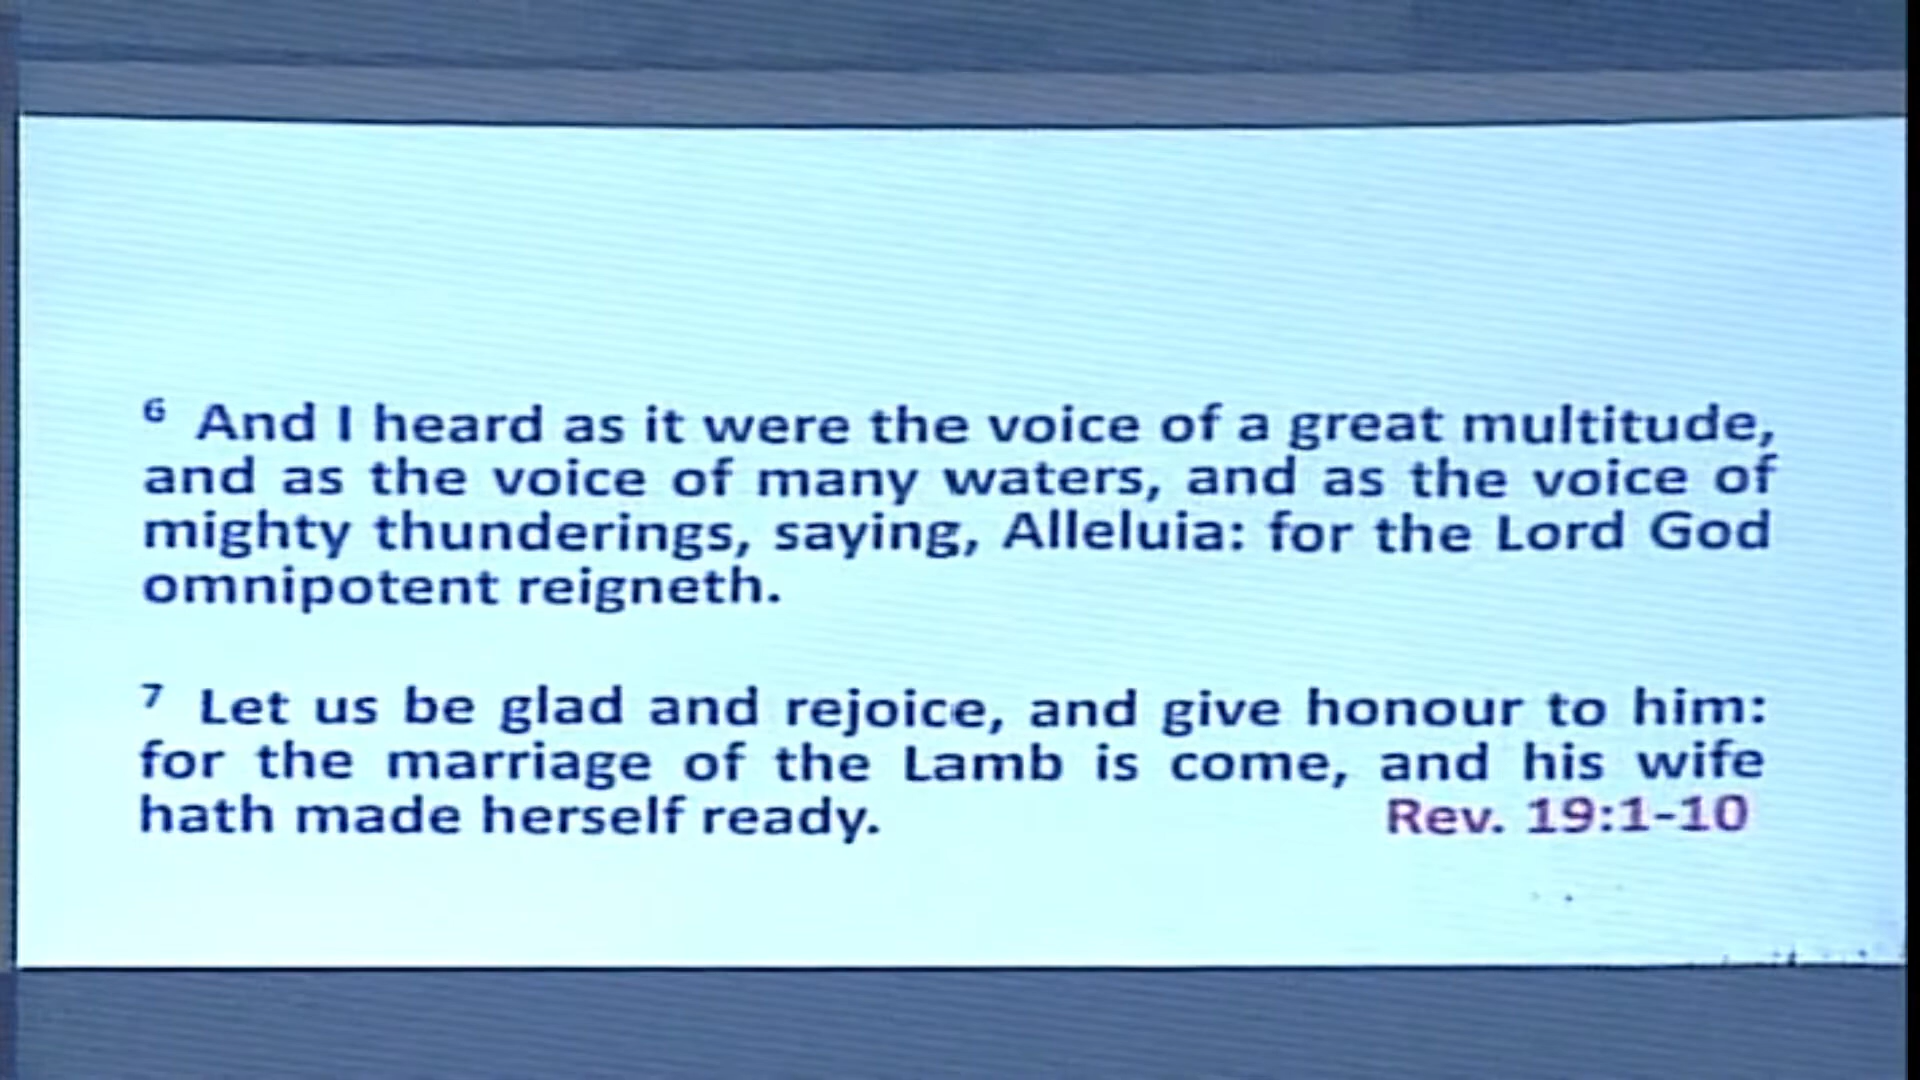 6 And I heard as it were the voice of a great multitude,
and as the voice of many waters, and as the voice of
mighty thunderings, saying, Alleluia: for the Lord God
omnipotent reigneth.
7 Let us be glad and rejoice, and give honour to him:
for the marriage of the Lamb is come, and his wife
hath made herself ready. Rev. 19:1-10